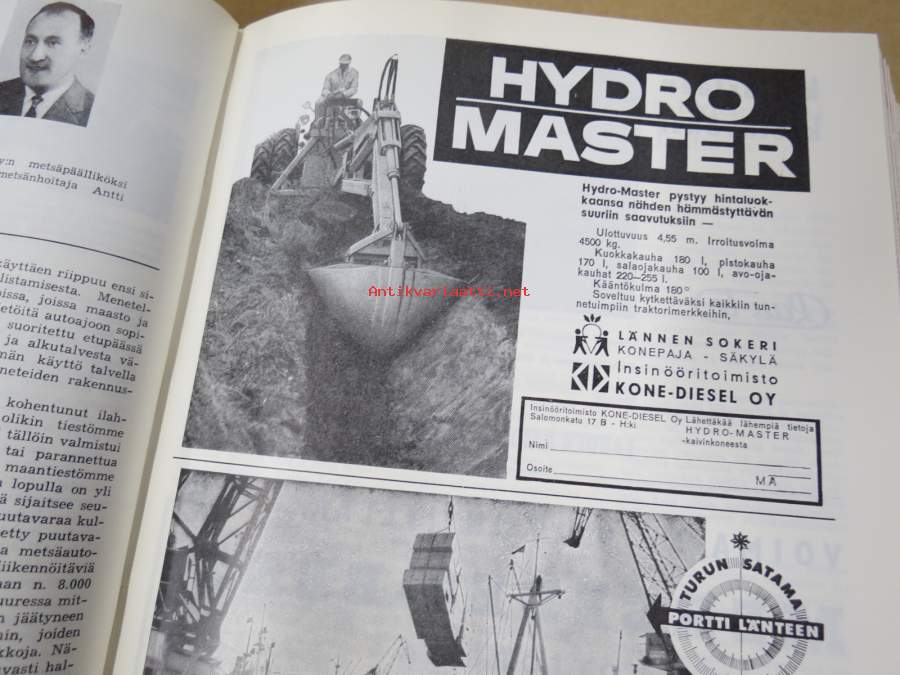 y:n metsäpäälliköksi
metsänhoitaja Antti
käyttäen riippuu ensi si-
listamisesta. Menetel-
issa, joissa maasto ja
etöitä autoajoon sopi-
suoritettu etupäässä
ja alkutalvesta vä-
män käyttö talvella
neteiden rakennus-
kohentunut ilah-
olikin tiestömme
tällöin valmistui
tai parannettua
maantiestömme
lopulla on yli
ä sijaitsee seu-
uutavaraa kul-
etty puutava-
a metsäauto-
liikennöitäviä
aan n. 8.000
uuressa mit-
n jäätyneen
nin, joiden
kkoja. Nä-
vasti hal-
HYDRO
MASTER
Hydro-Master pystyy hintaluok-
kaansa nähden hämmästyttävän
suuriin saavutuksiin —
Ulottuvuus 4,55 m. Irroitusvoima
4500 kg.
Kuokkakauha 180 l, pistokauha
170 l, salaojakauha 100 l, avo-oja-
kauhat 220—255 l.
Kääntökulma 180°
Soveltuu kytkettäväksi kaikkiin tun-
netuimpiin traktorimerkkeihin,
LÄNNEN SOKERI
KONEPAJA - SÄKYLÄ
Insinööritoimisto
KONE-DIESEL OY
Insinööritoimisto KONE-DIESEL Oy Lähettäkää lähempiä tietoja
Salomonkatu 17 B - H:ki HYDRO-MASTER
-kaivinkoneesta
Nimi
Osoite
MA
Antikvariaatti.net
TURUN SATAMA
PORTTI LÄNTEEN